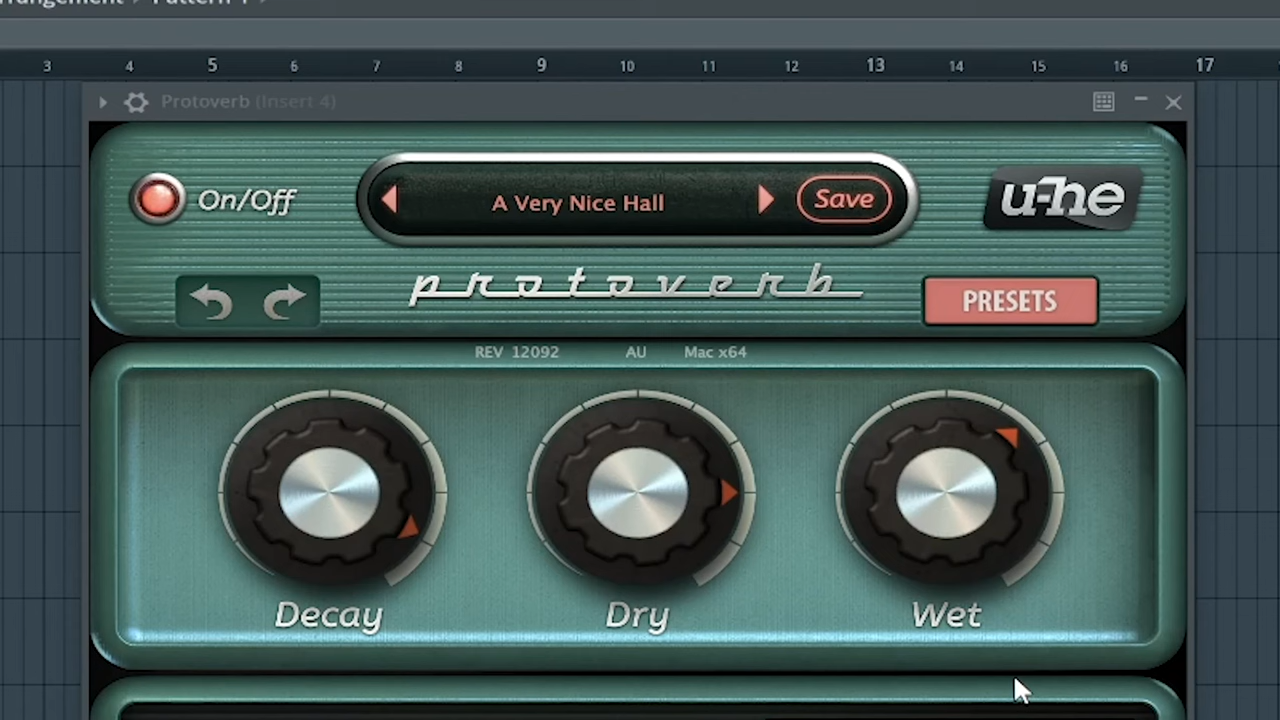 3 4 5 6 7 8 9 10 11 12 13 14 15 16 17
Protoverb (Insert 4)
On/Off
A Very Nice Hall
Save
u-he
protoverb
PRESETS
REV 12092 AU Mac x64
Decay Dry Wet